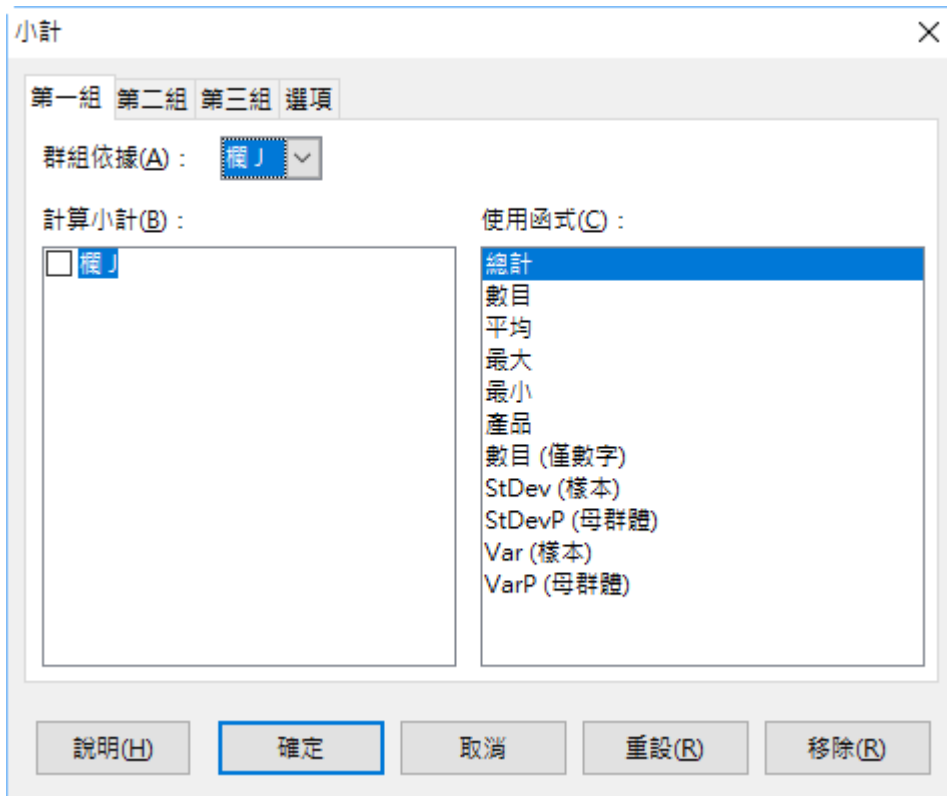 小計
第一組 第二組 第三組 選項
群組依據(A)： 欄 J
計算小計(B)：
欄 J
使用函式(C)：
總計
數目
平均
最大
最小
產品
數目 (僅數字)
StDev (樣本)
StDevP (母群體)
Var (樣本)
VarP (母群體)
說明(H) 確定 取消 重設(R) 移除(R)